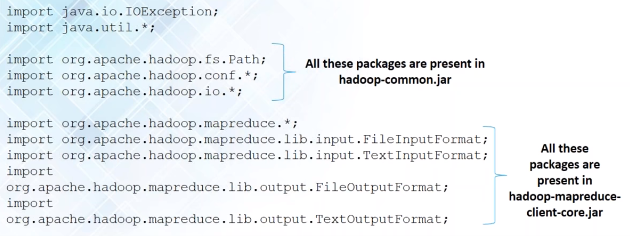 import java.io.IOException;
import java.util.*;
import org.apache.hadoop.fs.Path;
import org.apache.hadoop.conf.*;
import org.apache.hadoop.io.*;
All these packages are present in
hadoop-common.jar
import org.apache.hadoop.mapreduce.*;
import org.apache.hadoop.mapreduce.lib.input.FileInputFormat;
import org.apache.hadoop.mapreduce.lib.input.TextInputFormat;
import
org.apache.hadoop.mapreduce.lib.output.FileOutputFormat;
import
org.apache.hadoop.mapreduce.lib.output.TextOutputFormat;
All these
packages are
present in
hadoop-mapreduce-
client-core.jar